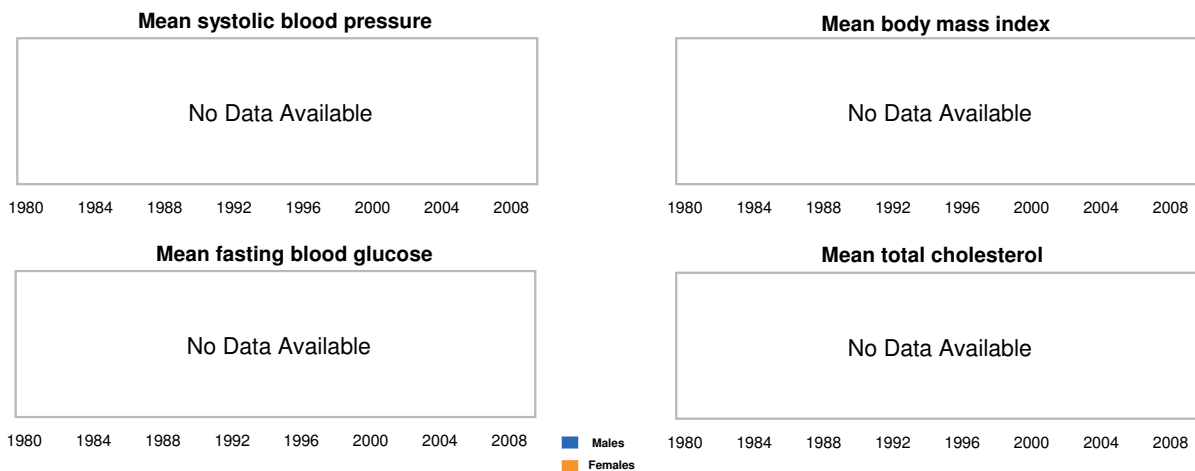 Mean systolic blood pressure
No Data Available
1980 1984 1988 1992 1996 2000 2004 2008
Mean body mass index
No Data Available
1980 1984 1988 1992 1996 2000 2004 2008
Mean fasting blood glucose
No Data Available
1980 1984 1988 1992 1996 2000 2004 2008
Mean total cholesterol
No Data Available
1980 1984 1988 1992 1996 2000 2004 2008
Males
Females